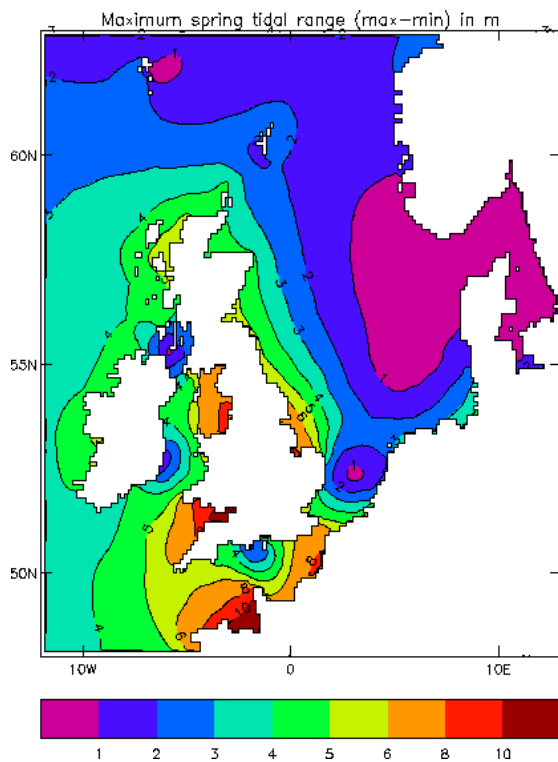 Maximum spring tidal range (max-min) in m
60N
55N
50N
10W 0 10E
1 2 3 4 5 6 8 10